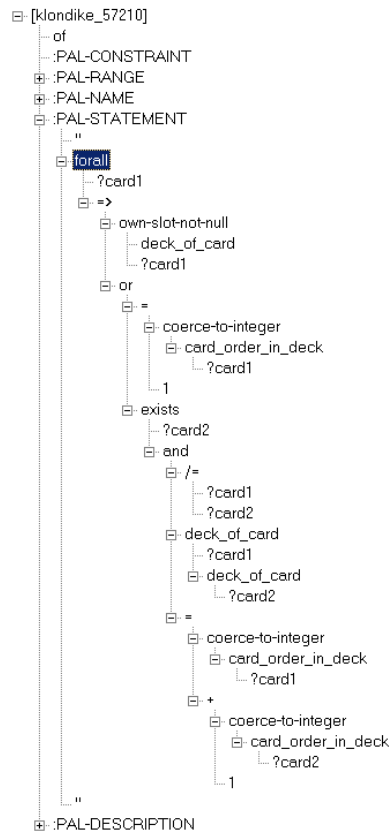 [klondike_57210]
of
:PAL-CONSTRAINT
:PAL-RANGE
:PAL-NAME
:PAL-STATEMENT
"
forall
?card1
=>
own-slot-not-null
deck_of_card
?card1
or
=
coerce-to-integer
card_order_in_deck
?card1
1
exists
?card2
and
/=
?card1
?card2
deck_of_card
?card1
deck_of_card
?card2
=
coerce-to-integer
card_order_in_deck
?card1
+
coerce-to-integer
card_order_in_deck
?card2
1
"
:PAL-DESCRIPTION